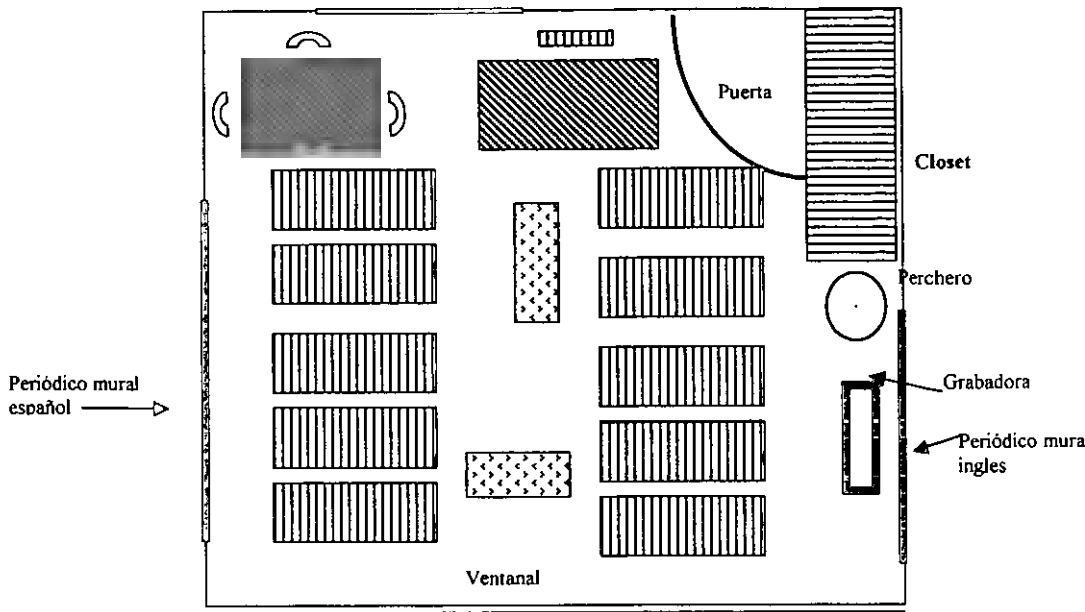 Puerta
Closet
Perchero
Grabadora
Periódico mural
español
Periódico mura
ingles
Ventanal